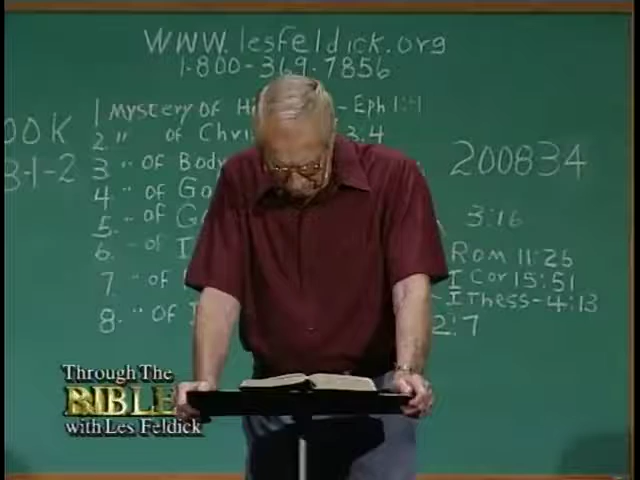 WWW.lesfeldick.org
1-800-369-7856
1 MYSTERY OF H - Eph 1:1
OOK 2. " of Chri 3.4
3-1-2 3 " of Body 200834
4 " of Go
5. - of G 3:16
6. - of I Rom 11:25
7 " of I Cor 15:51
I Thess - 4:13
8. " of I 2:7
Through The
BIBLE
with Les Feldick